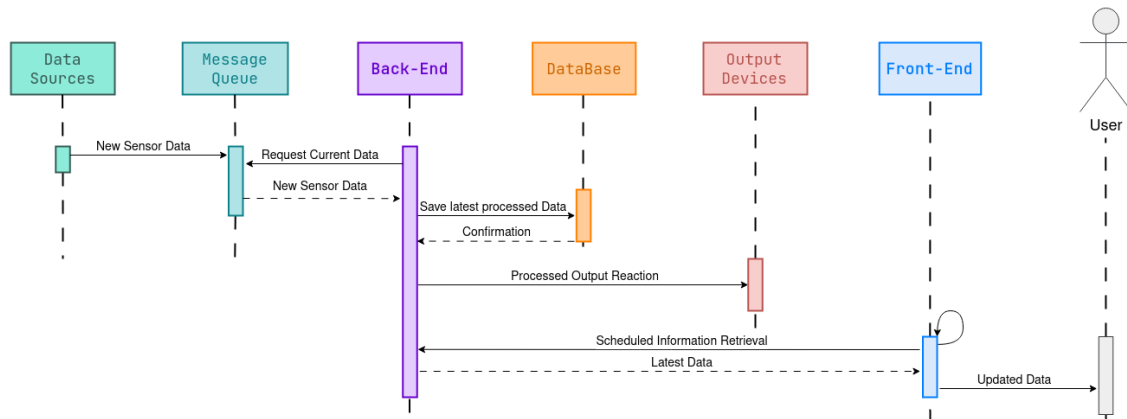 Data
Sources
Message
Queue
Back-End
DataBase
Output
Devices
Front-End
User
New Sensor Data
Request Current Data
New Sensor Data
Save latest processed Data
Confirmation
Processed Output Reaction
Scheduled Information Retrieval
Latest Data
Updated Data